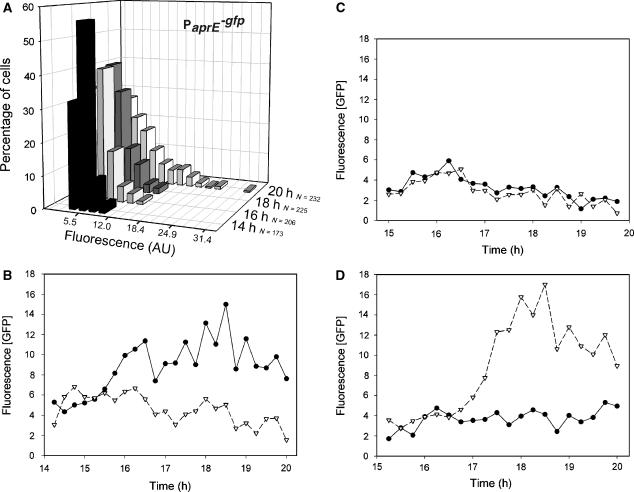 A
P aprE-gfp
Percentage of cells
60
50
40
30
20
10
0
5.5
12.0
18.4
24.9
31.4
Fluorescence (AU)
20 h N = 232
18 h N = 225
16 h N = 206
14 h N = 173
C
Fluorescence [GFP]
18
16
14
12
10
8
6
4
2
0
15 16 17 18 19 20
Time (h)
B
Fluorescence [GFP]
18
16
14
12
10
8
6
4
2
0
14 15 16 17 18 19 20
Time (h)
D
Fluorescence [GFP]
18
16
14
12
10
8
6
4
2
0
15 16 17 18 19 20
Time (h)